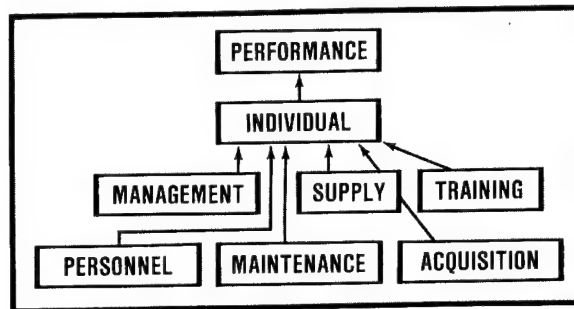 PERFORMANCE
INDIVIDUAL
MANAGEMENT
SUPPLY
TRAINING
PERSONNEL
MAINTENANCE
ACQUISITION